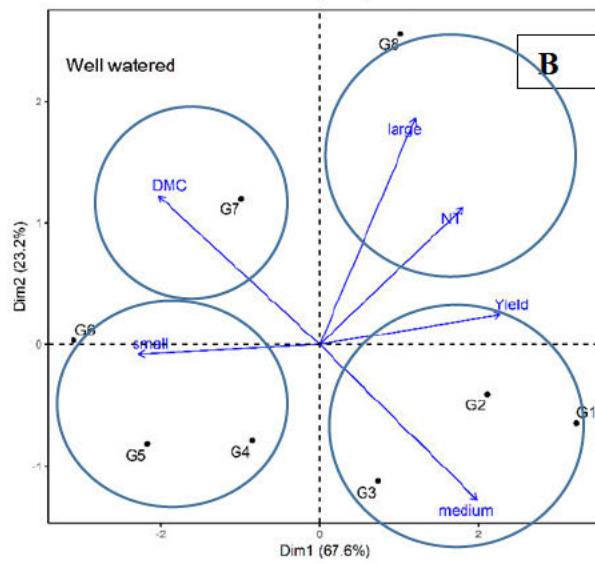 G8
B
Well watered
2
large
DMC
G7
NT
1
Dim2 (23.2%)
Yield
G6
small
0
G2
G1
G5
G4
G3
-1
medium
-2
0
2
Dim1 (67.6%)